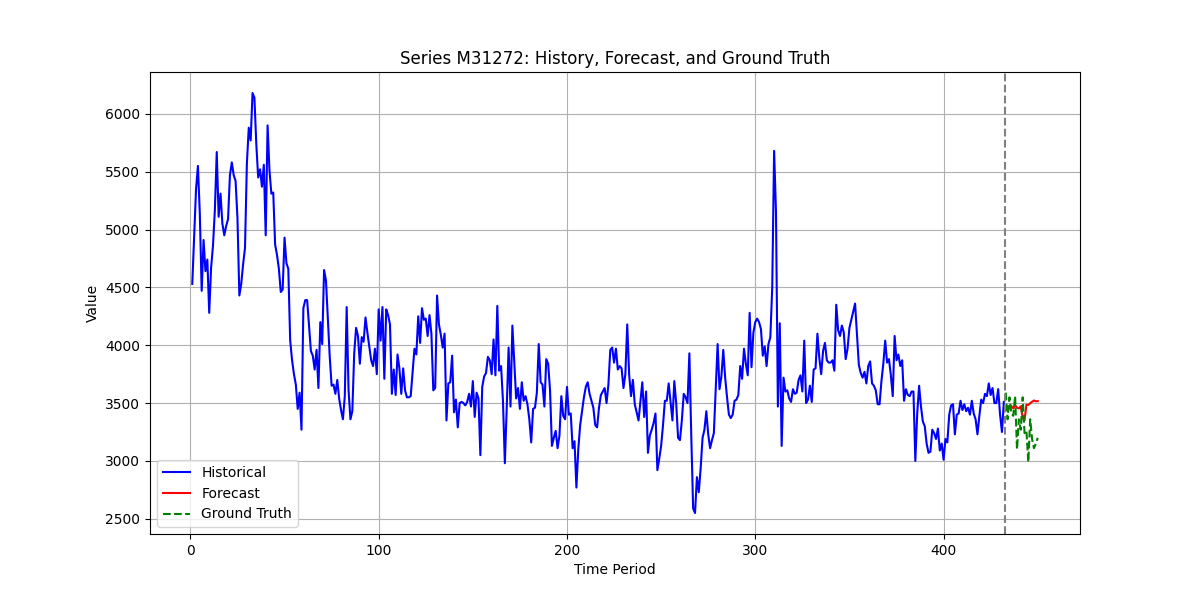 Series M31272: History, Forecast, and Ground Truth
Value
6000
5500
5000
4500
4000
3500
3000
2500
Historical
Forecast
Ground Truth
0 100 200 300 400
Time Period